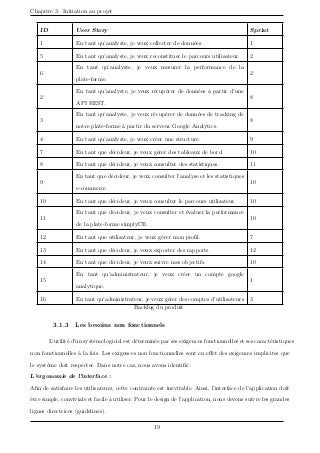 Chapitre 3. Initiation au projet
ID User Story Sprint
1 En tant qu'analyste, je veux collecter de données. 1
5 En tant qu'analyste, je veux reconstituer le parcours utilisateur. 2
6 En tant qu'analyste, je veux mesurer la performance de la plate-forme. 2
2 En tant qu'analyste, je veux récupérer de données à partir d'une API REST. 8
3 En tant qu'analyste, je veux récupérer de données de tracking de notre plate-forme à partir du serveur Google Analytics. 8
4 En tant qu'analyste, je veux créer une structure. 9
7 En tant que décideur, je veux gérer des tableaux de bord. 10
8 En tant que décideur, je veux consulter des statistiques. 11
9 En tant que décideur, je veux consulter l'analyse et les statistiques e-commerce. 10
10 En tant que décideur, je veux consulter le parcours utilisateur. 10
11 En tant que décideur, je veux consulter et évaluer la performance de la plate-forme simplyCE. 10
12 En tant que utilisateur, je veux gérer mon profil. 7
13 En tant que décideur, je veux exporter des rapports. 12
14 En tant que décideur, je veux suivre mes objectifs. 10
15 En tant qu'administrateur, je veux créer un compte google analytique. 1
16 En tant qu'administrateur, je veux gérer des comptes d'utilisateurs 3
Backlog du produit
3.1.3 Les besoins non fonctionnels
L'utilité d'un système logiciel est déterminée par ses exigences fonctionnelles et ses caractéristiques
non fonctionnelles à la fois. Les exigences non fonctionnelles sont en effet des exigences implicites que
le système doit respecter. Dans notre cas, nous avons identifié:
L'ergonomie de l'interface :
Afin de satisfaire les utilisateurs, cette contrainte est inévitable. Ainsi, l'interface de l'application doit
être simple, conviviale et facile à utiliser. Pour le design de l'application, nous devons suivre les grandes
lignes directrices (guidelines).
19